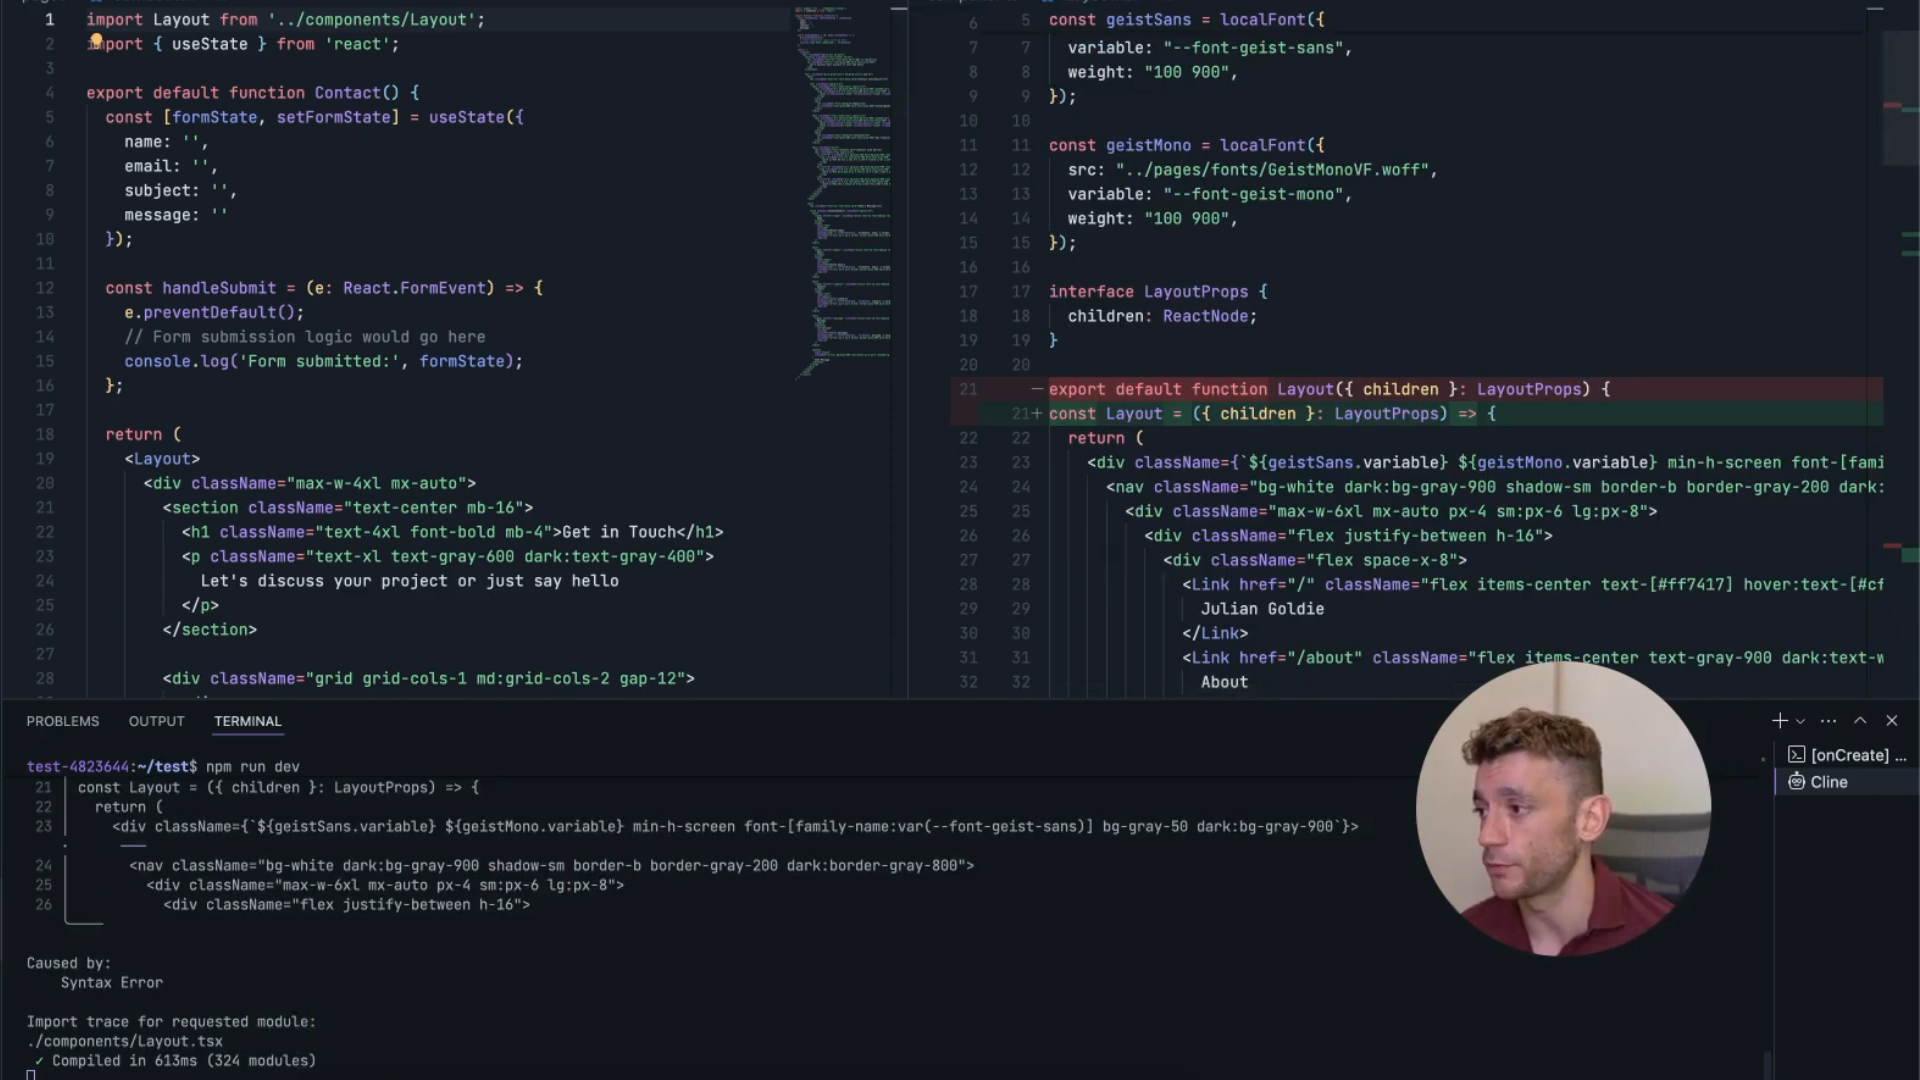 1 import Layout from '../components/Layout';
2 import { useState } from 'react';
3
4 export default function Contact() {
5 const [formState, setFormState] = useState({
6 name: '',
7 email: '',
8 subject: '',
9 message: ''
10 });
11
12 const handleSubmit = (e: React.FormEvent) => {
13 e.preventDefault();
14 // Form submission logic would go here
15 console.log('Form submitted:', formState);
16 };
17
18 return (
19 <Layout>
20 <div className="max-w-4xl mx-auto">
21 <section className="text-center mb-16">
22 <h1 className="text-4xl font-bold mb-4">Get in Touch</h1>
23 <p className="text-xl text-gray-600 dark:text-gray-400">
24 Let's discuss your project or just say hello
25 </p>
26 </section>
27
28 <div className="grid grid-cols-1 md:grid-cols-2 gap-12">
6 5 const geistSans = localFont({
7 7 variable: "--font-geist-sans",
8 8 weight: "100 900",
9 9 });
10 10
11 11 const geistMono = localFont({
12 12 src: "../pages/fonts/GeistMonoVF.woff",
13 13 variable: "--font-geist-mono",
14 14 weight: "100 900",
15 15 });
16 16
17 17 interface LayoutProps {
18 18 children: ReactNode;
19 19 }
20 20
21 — export default function Layout({ children }: LayoutProps) {
21+ const Layout = ({ children }: LayoutProps) => {
22 22 return (
23 23 <div className={`${geistSans.variable} ${geistMono.variable} min-h-screen font-[fami
24 24 <nav className="bg-white dark:bg-gray-900 shadow-sm border-b border-gray-200 dark:
25 25 <div className="max-w-6xl mx-auto px-4 sm:px-6 lg:px-8">
26 26 <div className="flex justify-between h-16">
27 27 <div className="flex space-x-8">
28 28 <Link href="/" className="flex items-center text-[#ff7417] hover:text-[#cf
29 29 Julian Goldie
30 30 </Link>
31 31 <Link href="/about" className="flex items-center text-gray-900 dark:text-w
32 32 About
PROBLEMS OUTPUT TERMINAL
test-4823644:~/test$ npm run dev
21 const Layout = ({ children }: LayoutProps) => {
22 return (
23 <div className={`${geistSans.variable} ${geistMono.variable} min-h-screen font-[family-name:var(--font-geist-sans)] bg-gray-50 dark:bg-gray-900`}>
24 <nav className="bg-white dark:bg-gray-900 shadow-sm border-b border-gray-200 dark:border-gray-800">
25 <div className="max-w-6xl mx-auto px-4 sm:px-6 lg:px-8">
26 <div className="flex justify-between h-16">
Caused by:
Syntax Error
Import trace for requested module:
./components/Layout.tsx
✓ Compiled in 613ms (324 modules)
[onCreate] ...
Cline